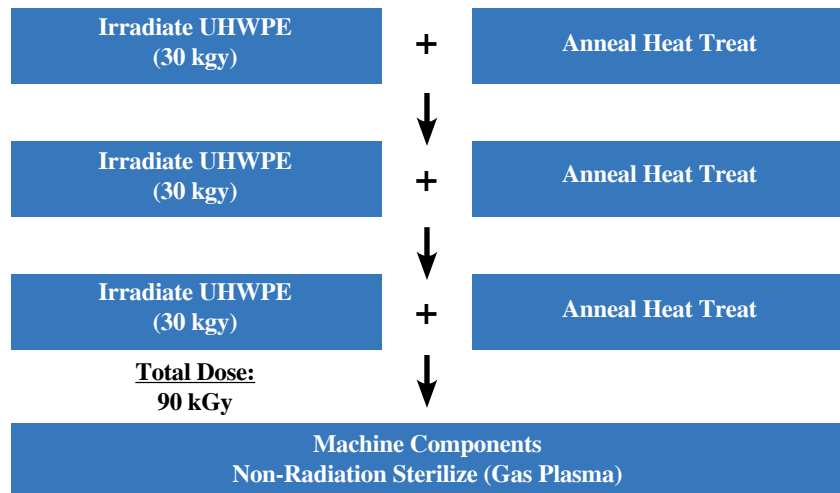 Irradiate UHWPE
(30 kgy)
+
Anneal Heat Treat
Irradiate UHWPE
(30 kgy)
+
Anneal Heat Treat
Irradiate UHWPE
(30 kgy)
+
Anneal Heat Treat
Total Dose:
90 kGy
Machine Components
Non-Radiation Sterilize (Gas Plasma)